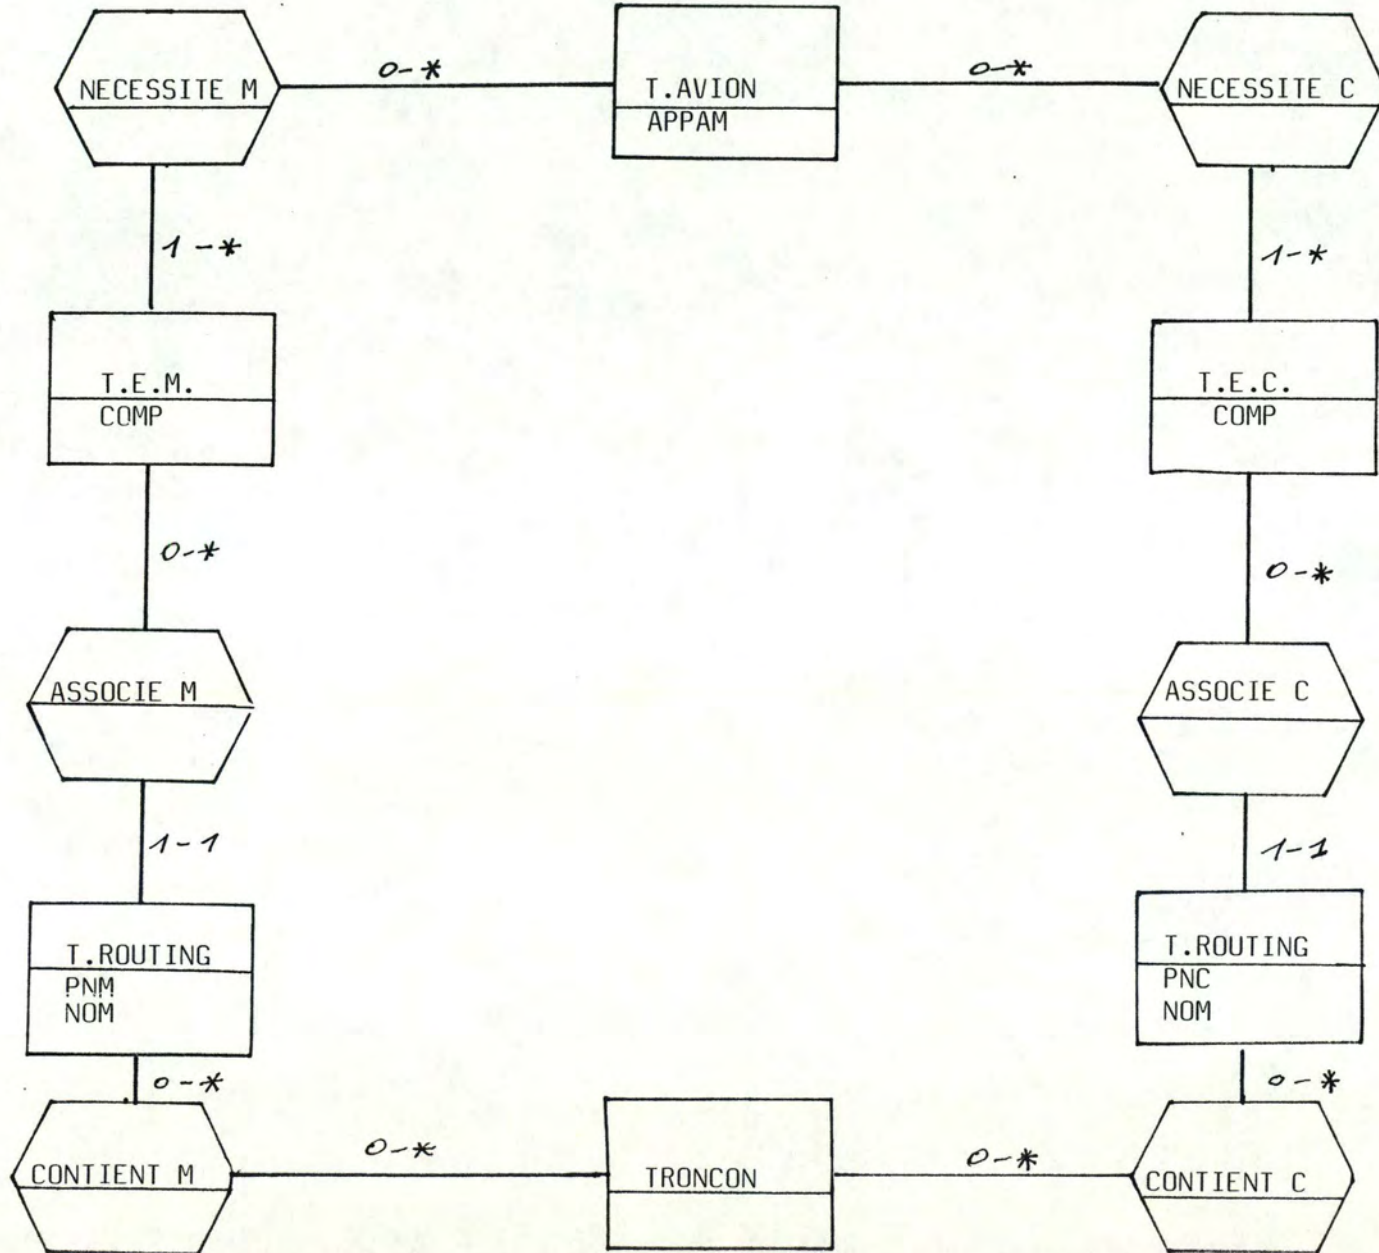 NECESSITE M
0-*
T.AVION
APPAM
0-*
NECESSITE C
1-*
1-*
T.E.M.
COMP
T.E.C.
COMP
0-*
0-*
ASSOCIE M
ASSOCIE C
1-1
1-1
T.ROUTING
PNM
NOM
T.ROUTING
PNC
NOM
0-*
0-*
CONTIENT M
0-*
TRONCON
0-*
CONTIENT C